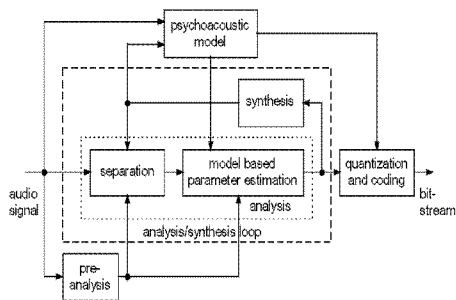 psychoacoustic
model
synthesis
separation
model based
parameter estimation
quantization
and coding
audio
signal
analysis
bit-
stream
analysis/synthesis loop
pre-
analysis